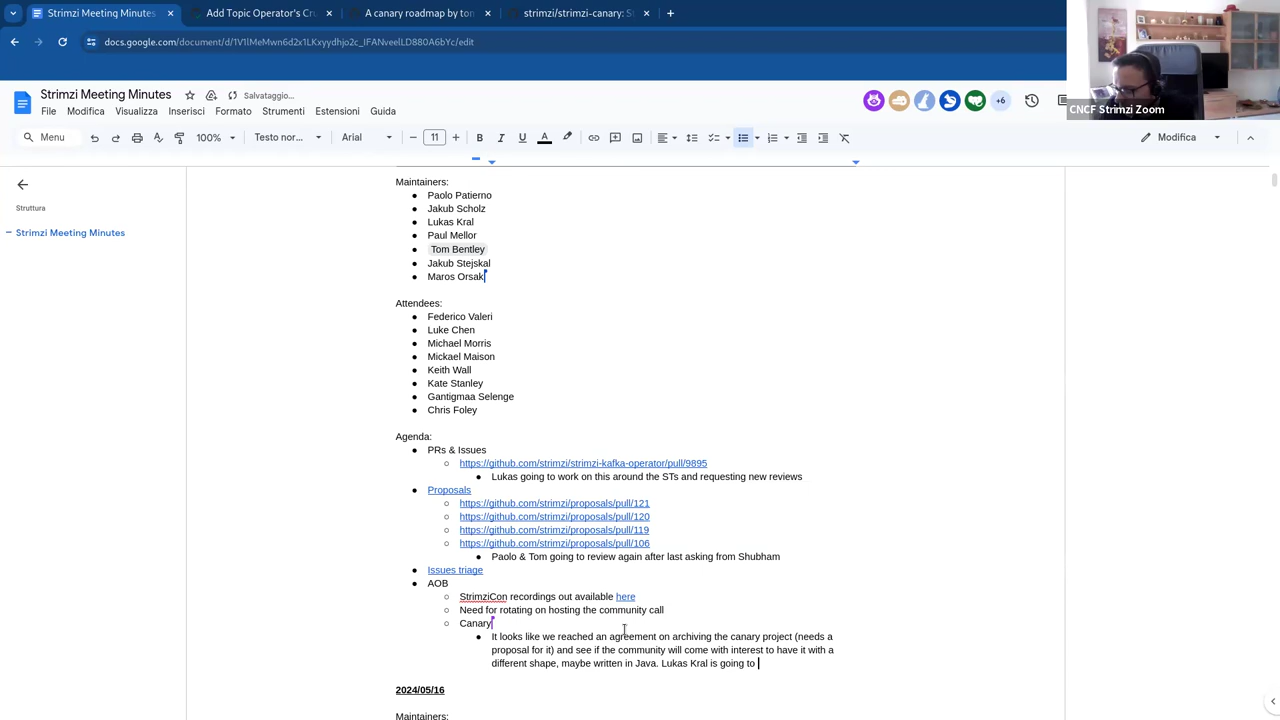 Strimzi Meeting Minutes
Add Topic Operator's Cru
A canary roadmap by ton
strimzi/strimzi-canary: S
docs.google.com/document/d/1V1lMeMwn6d2x1LKxyydhjo2c_IFANveelLD880A6bYc/edit
CNCF Strimzi Zoom
Strimzi Meeting Minutes
Salvataggio...
File Modifica Visualizza Inserisci Formato Strumenti Estensioni Guida
+6
Menu
100%
Testo nor...
Arial
11
Modifica
Struttura
Strimzi Meeting Minutes
Maintainers:
● Paolo Patierno
● Jakub Scholz
● Lukas Kral
● Paul Mellor
● Tom Bentley
● Jakub Stejskal
● Maros Orsak
Attendees:
● Federico Valeri
● Luke Chen
● Michael Morris
● Mickael Maison
● Keith Wall
● Kate Stanley
● Gantigmaa Selenge
● Chris Foley
Agenda:
● PRs & Issues
○ https://github.com/strimzi/strimzi-kafka-operator/pull/9895
● Lukas going to work on this around the STs and requesting new reviews
● Proposals
○ https://github.com/strimzi/proposals/pull/121
○ https://github.com/strimzi/proposals/pull/120
○ https://github.com/strimzi/proposals/pull/119
○ https://github.com/strimzi/proposals/pull/106
● Paolo & Tom going to review again after last asking from Shubham
● Issues triage
● AOB
○ StrimziCon recordings out available here
○ Need for rotating on hosting the community call
○ Canary
● It looks like we reached an agreement on archiving the canary project (needs a
proposal for it) and see if the community will come with interest to have it with a
different shape, maybe written in Java. Lukas Kral is going to
2024/05/16
Maintainers: